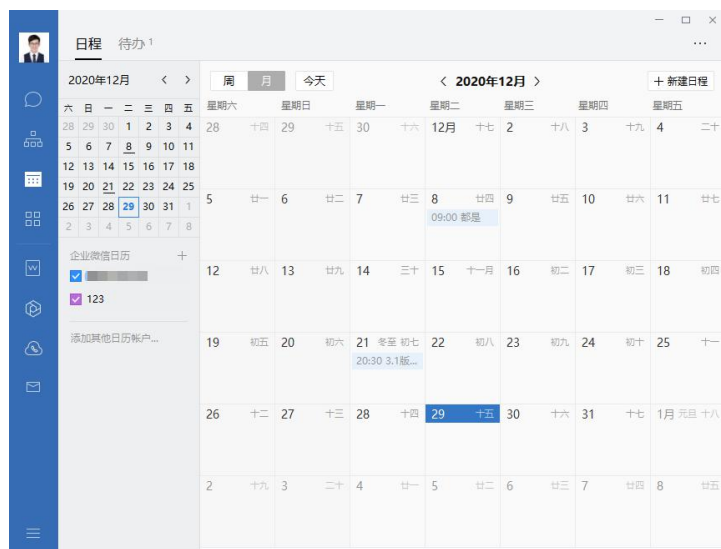 日程 待办 1
2020年12月 < >
六 日 一 二 三 四 五
28 29 30 1 2 3 4
5 6 7 8 9 10 11
12 13 14 15 16 17 18
19 20 21 22 23 24 25
26 27 28 29 30 31 1
2 3 4 5 6 7 8
企业微信日历 +
123
添加其他日历帐户...
周 月 今天 < 2020年12月 > + 新建日程
星期六 星期日 星期一 星期二 星期三 星期四 星期五
28 十四 29 十五 30 十六 12月 十七 2 十八 3 十九 4 二十
5 廿一 6 廿二 7 廿三 8 廿四 9 廿五 10 廿六 11 廿七
09:00 都是
12 廿八 13 廿九 14 三十 15 十一月 16 初二 17 初三 18 初四
19 初五 20 初六 21 冬至 初七 22 初八 23 初九 24 初十 25 十一
20:30 3.1版...
26 十二 27 十三 28 十四 29 十五 30 十六 31 十七 1月 元旦 十八
2 十九 3 二十 4 廿一 5 廿二 6 廿三 7 廿四 8 廿五